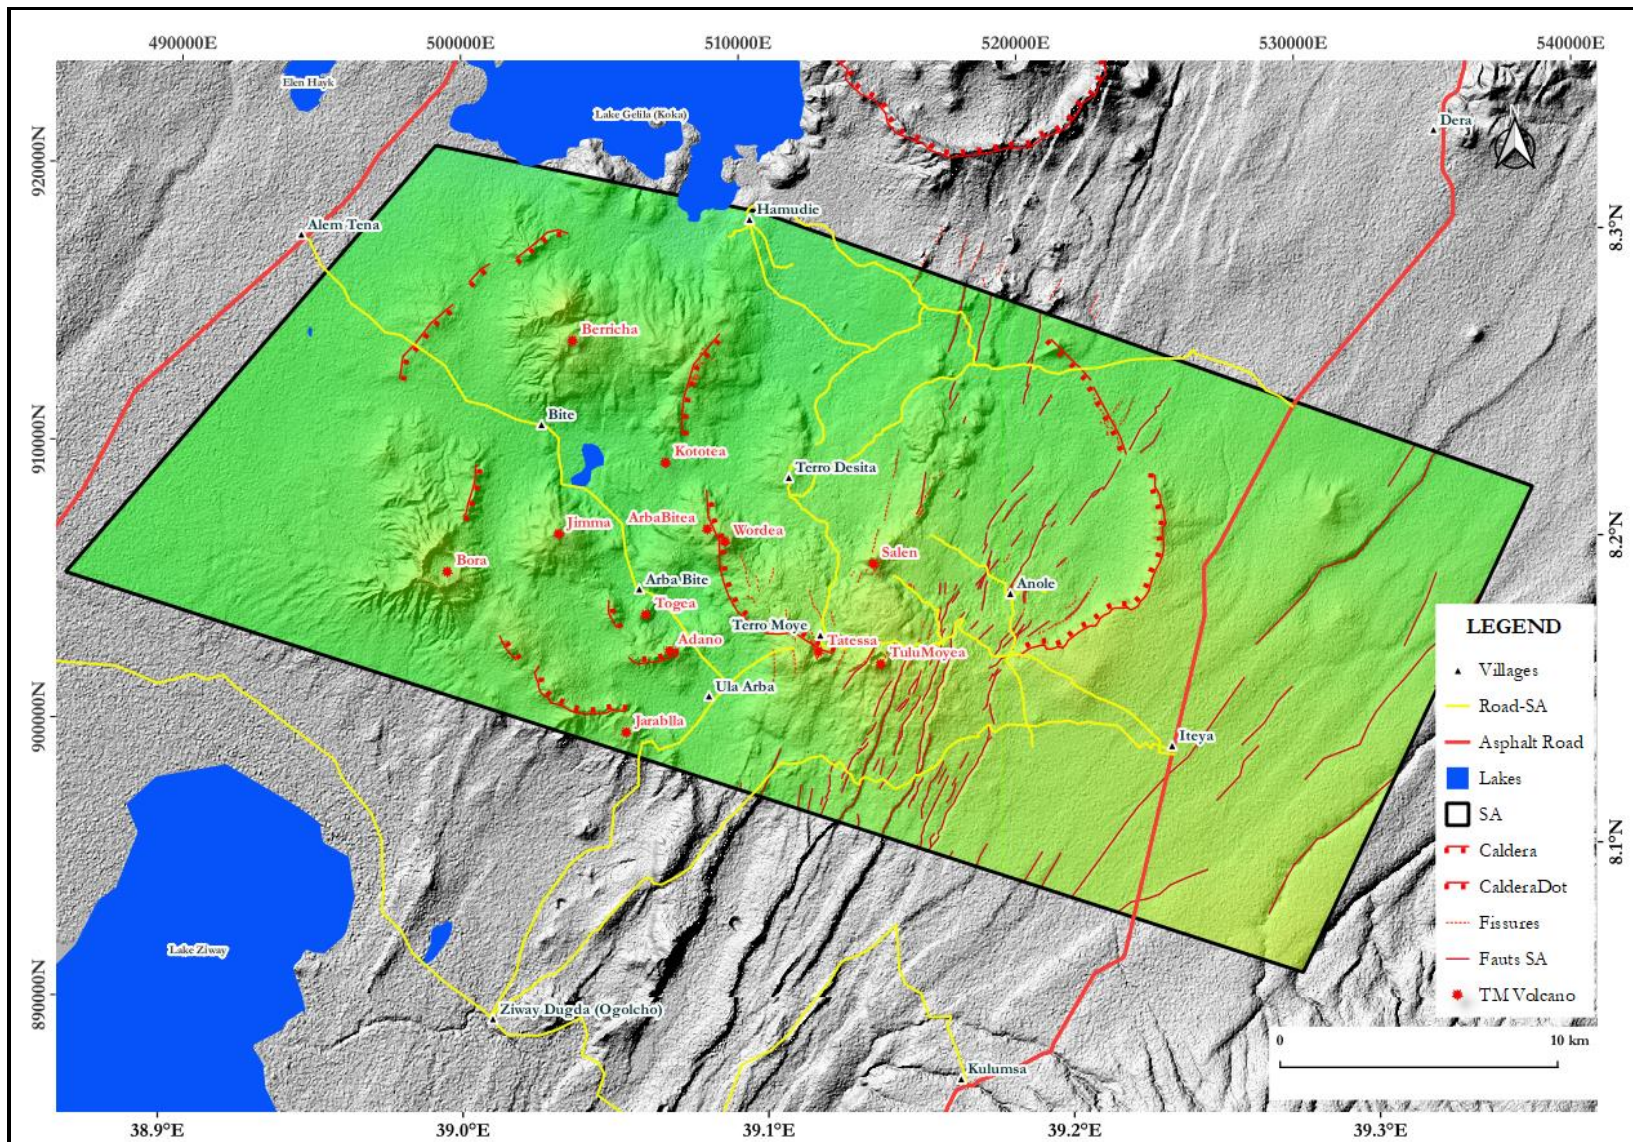 490000E 500000E 510000E 520000E 530000E 540000E
Elen Hayk
Lake Gelila (Koka)
Dera
N
920000N
Alem Tena
Hamudie
8.3°N
Berricha
Bite
910000N
Kototea
Terro Desita
ArbaBitea
Jimma
Wordea
8.2°N
Salen
Bora
Arba Bite
Anole
Togea
Terro Moye
Adano
Tatessa
TuluMoyea
Ula Arba
900000N
Jarablla
Iteya
8.1°N
Lake Ziway
890000N
Ziway Dugda (Ogolcho)
Kulumsa
LEGEND
Villages
Road-SA
Asphalt Road
Lakes
SA
Caldera
CalderaDot
Fissures
Fauts SA
TM Volcano
0 10 km
38.9°E 39.0°E 39.1°E 39.2°E 39.3°E